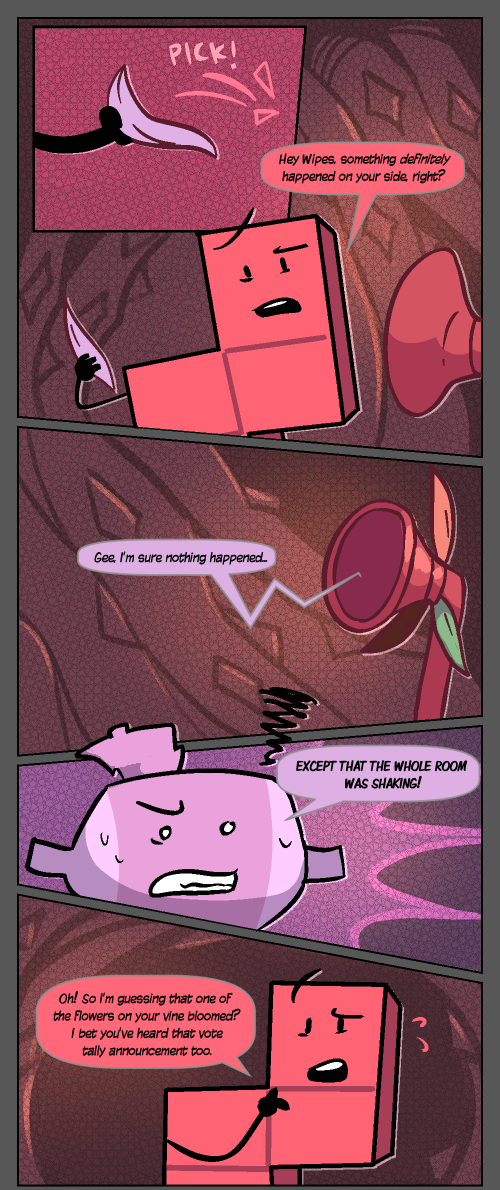 PICK!
Hey Wipes, something definitely
happened on your side, right?
Gee, I'm sure nothing happened...
EXCEPT THAT THE WHOLE ROOM
WAS SHAKING!
Oh! So I'm guessing that one of
the flowers on your vine bloomed?
I bet you've heard that vote
tally announcement too.